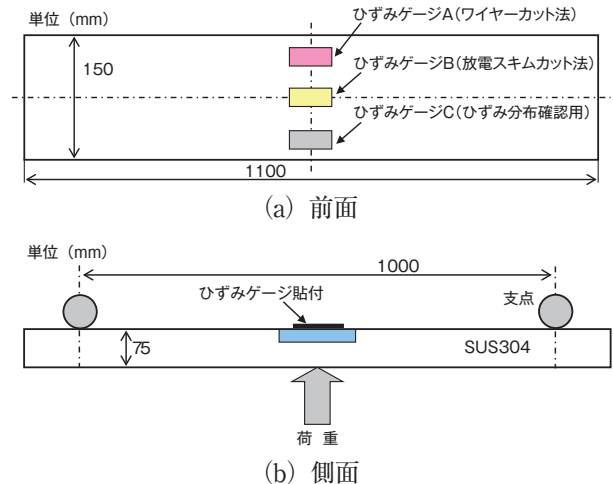 単位（mm）
150
ひずみゲージA（ワイヤーカット法）
ひずみゲージB（放電スキムカット法）
ひずみゲージC（ひずみ分布確認用）
1100
(a) 前面
単位（mm）
1000
ひずみゲージ貼付
支点
75
SUS304
荷 重
(b) 側面